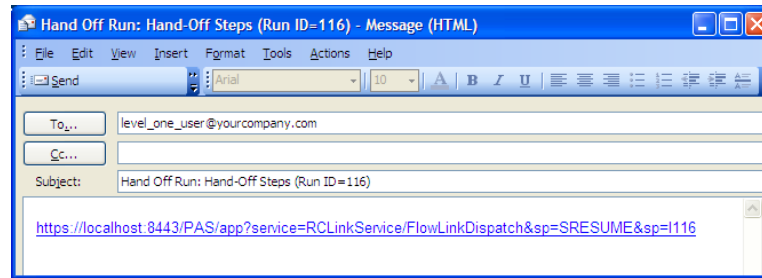 Hand Off Run: Hand-Off Steps (Run ID=116) - Message (HTML)
File Edit View Insert Format Tools Actions Help
Send Arial 10 A B I U
To... level_one_user@yourcompany.com
Cc...
Subject: Hand Off Run: Hand-Off Steps (Run ID=116)
https://localhost:8443/PAS/app?service=RCLinkService/FlowLinkDispatch&sp=SRESUME&sp=l116